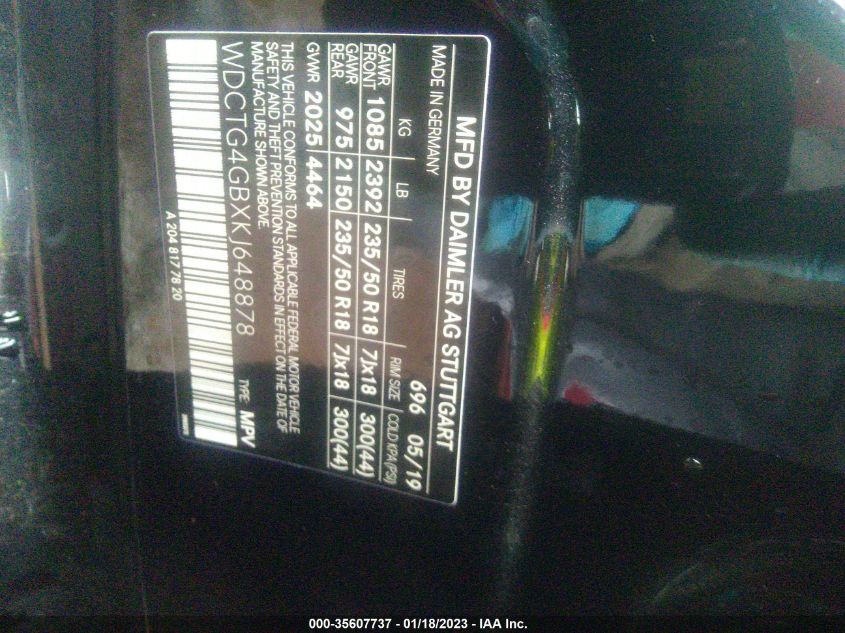 MFD BY DAIMLER AG STUTTGART
MADE IN GERMANY 696 05/19
KG LB TIRES RIM SIZE COLD KPA(PSI)
GAWR FRONT 1085 2392 235/50 R18 7Jx18 300(44)
GAWR REAR 975 2150 235/50 R18 7Jx18 300(44)
GVWR 2025 4464
THIS VEHICLE CONFORMS TO ALL APPLICABLE FEDERAL MOTOR VEHICLE
SAFETY AND THEFT PREVENTION STANDARDS IN EFFECT ON THE DATE OF
MANUFACTURE SHOWN ABOVE.
WDCTG4GBXKJ648878 TYPE: MPV
A 204 817 78 20
000-35607737 - 01/18/2023 - IAA Inc.